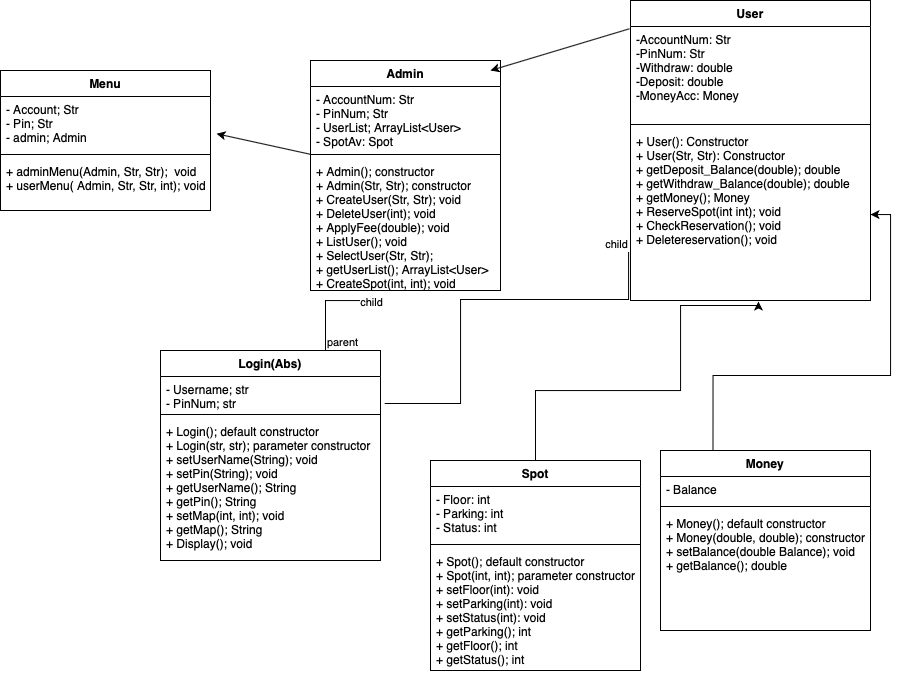 Menu
- Account; Str
- Pin; Str
- admin; Admin
+ adminMenu(Admin, Str, Str);  void
+ userMenu( Admin, Str, Str, int); void
Admin
- AccountNum: Str
- PinNum; Str
- UserList; ArrayList<User>
- SpotAv: Spot
+ Admin(); constructor
+ Admin(Str, Str); constructor
+ CreateUser(Str, Str); void
+ DeleteUser(int); void
+ ApplyFee(double); void
+ ListUser(); void
+ SelectUser(Str, Str);
+ getUserList(); ArrayList<User>
+ CreateSpot(int, int); void
User
-AccountNum: Str
-PinNum: Str
-Withdraw: double
-Deposit: double
-MoneyAcc: Money
+ User(): Constructor
+ User(Str, Str): Constructor
+ getDeposit_Balance(double); double
+ getWithdraw_Balance(double); double
+ getMoney(); Money
+ ReserveSpot(int int); void
+ CheckReservation(); void
+ Deletereservation(); void
child
child
parent
Login(Abs)
- Username; str
- PinNum; str
+ Login(); default constructor
+ Login(str, str); parameter constructor
+ setUserName(String); void
+ setPin(String); void
+ getUserName(); String
+ getPin(); String
+ setMap(int, int); void
+ getMap(); String
+ Display(); void
Spot
- Floor: int
- Parking: int
- Status: int
+ Spot(); default constructor
+ Spot(int, int); parameter constructor
+ setFloor(int): void
+ setParking(int): void
+ setStatus(int): void
+ getParking(); int
+ getFloor(); int
+ getStatus(); int
Money
- Balance
+ Money(); default constructor
+ Money(double, double); constructor
+ setBalance(double Balance); void
+ getBalance(); double